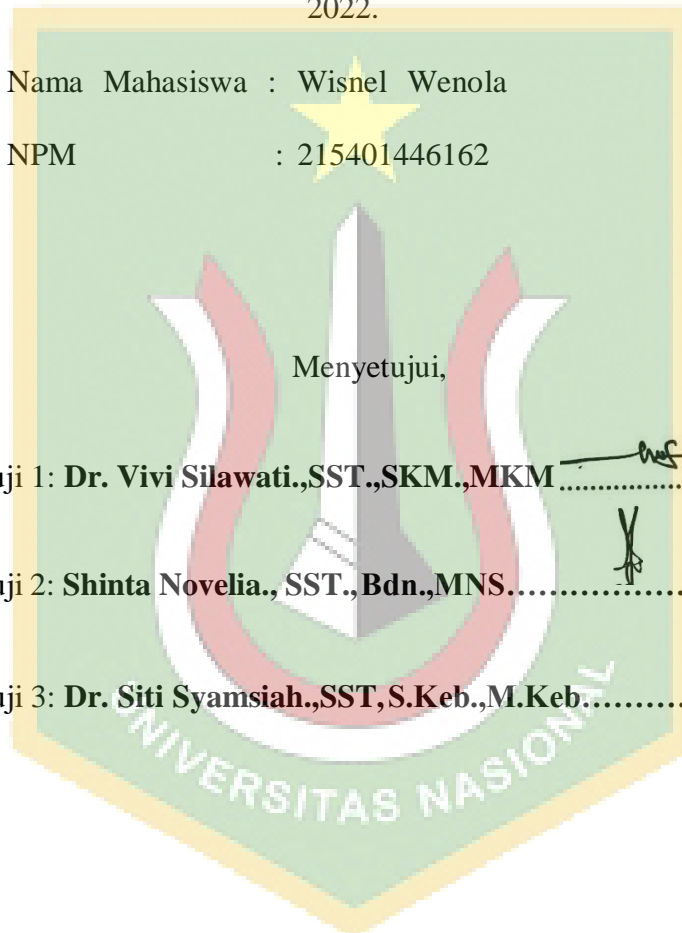 2022.
Nama Mahasiswa : Wisnel Wenola
NPM : 215401446162
Menyetujui,
uji 1: Dr. Vivi Silawati.,SST.,SKM.,MKM..............
uji 2: Shinta Novelia., SST., Bdn.,MNS...................
uji 3: Dr. Siti Syamsiah.,SST, S.Keb.,M.Keb...........
UNIVERSITAS NASIONAL